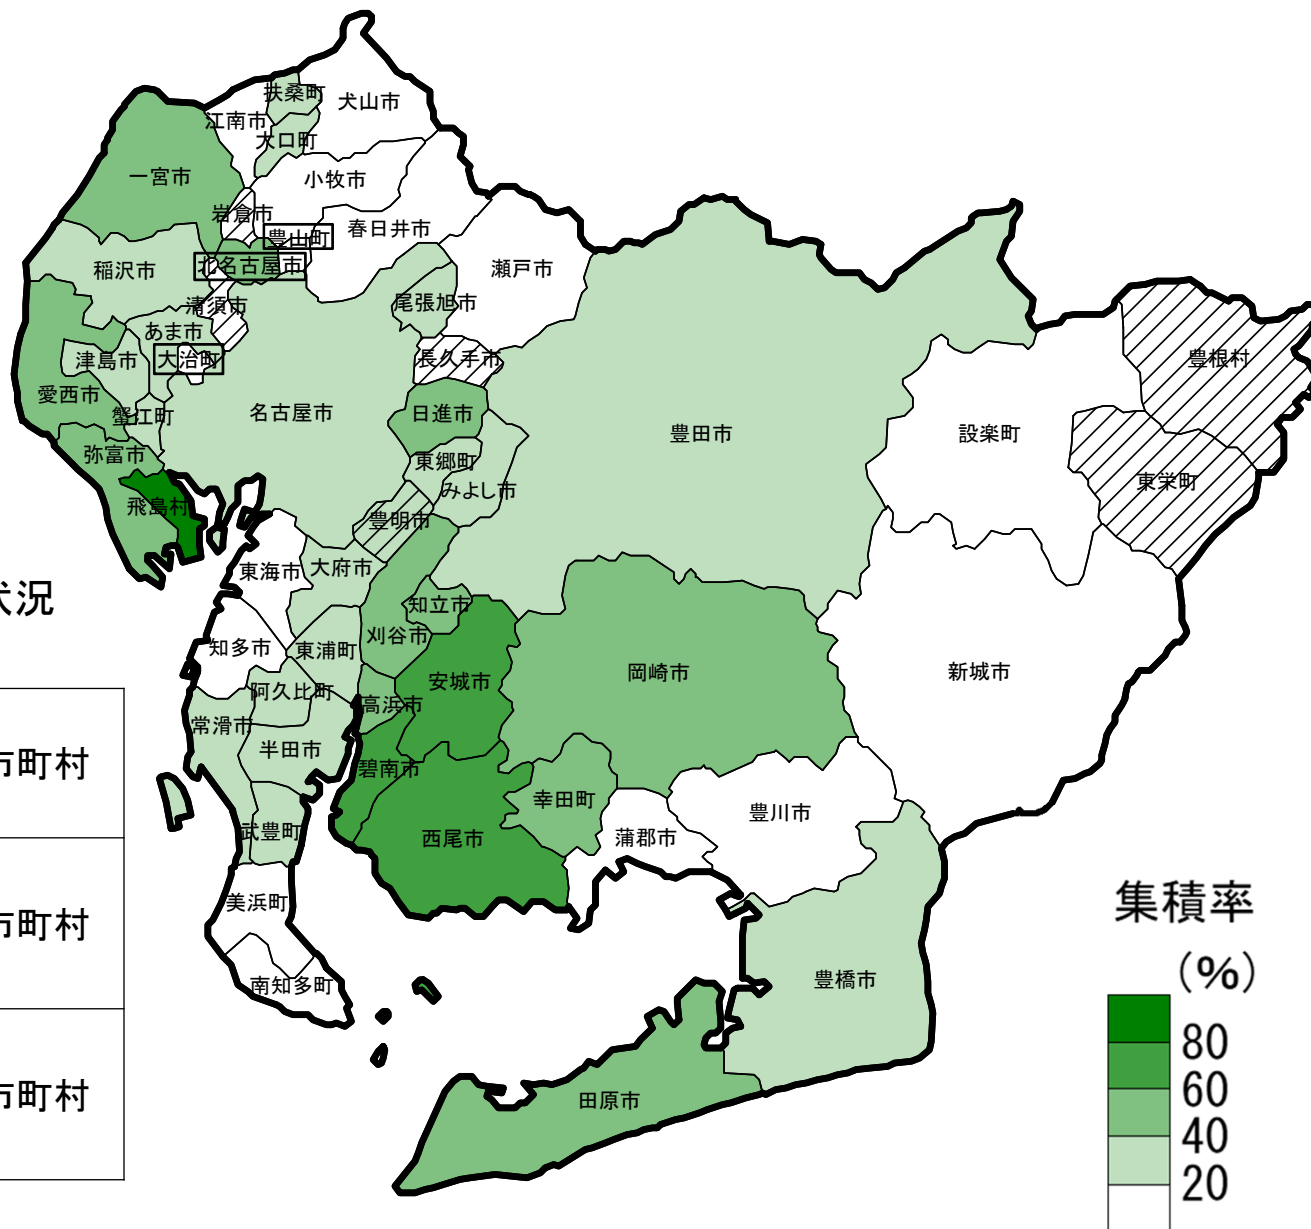 扶桑町
犬山市
江南市
大口町
一宮市
小牧市
岩倉市
春日井市
豊山町
北名古屋市
稲沢市
瀬戸市
清須市
尾張旭市
あま市
津島市
大治町
長久手市
豊根村
愛西市
蟹江町
名古屋市
日進市
豊田市
設楽町
弥富市
東郷町
みよし市
東栄町
飛島村
豊明市
東海市
大府市
状況
知立市
刈谷市
知多市
東浦町
岡崎市
新城市
安城市
阿久比町
高浜市
常滑市
半田市
市町村
碧南市
幸田町
豊川市
武豊町
西尾市
蒲郡市
美浜町
市町村
集積率
(%)
南知多町
豊橋市
80
60
市町村
田原市
40
20